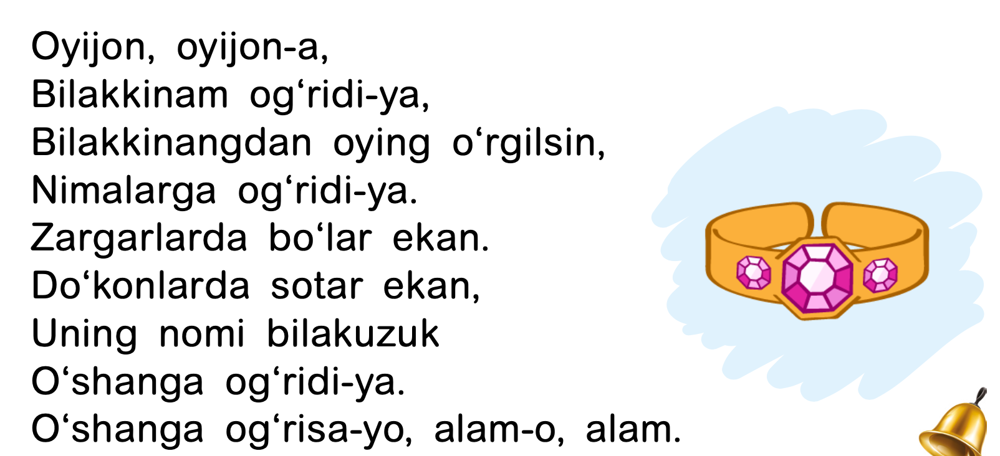 Oyijon, oyijon-a,
Bilakkinam og‘ridi-ya,
Bilakkinangdan oying o‘rgilsin,
Nimalarga og‘ridi-ya.
Zargarlarda bo‘lar ekan.
Do‘konlarda sotar ekan,
Uning nomi bilakuzuk
O‘shanga og‘ridi-ya.
O‘shanga og‘risa-yo, alam-o, alam.